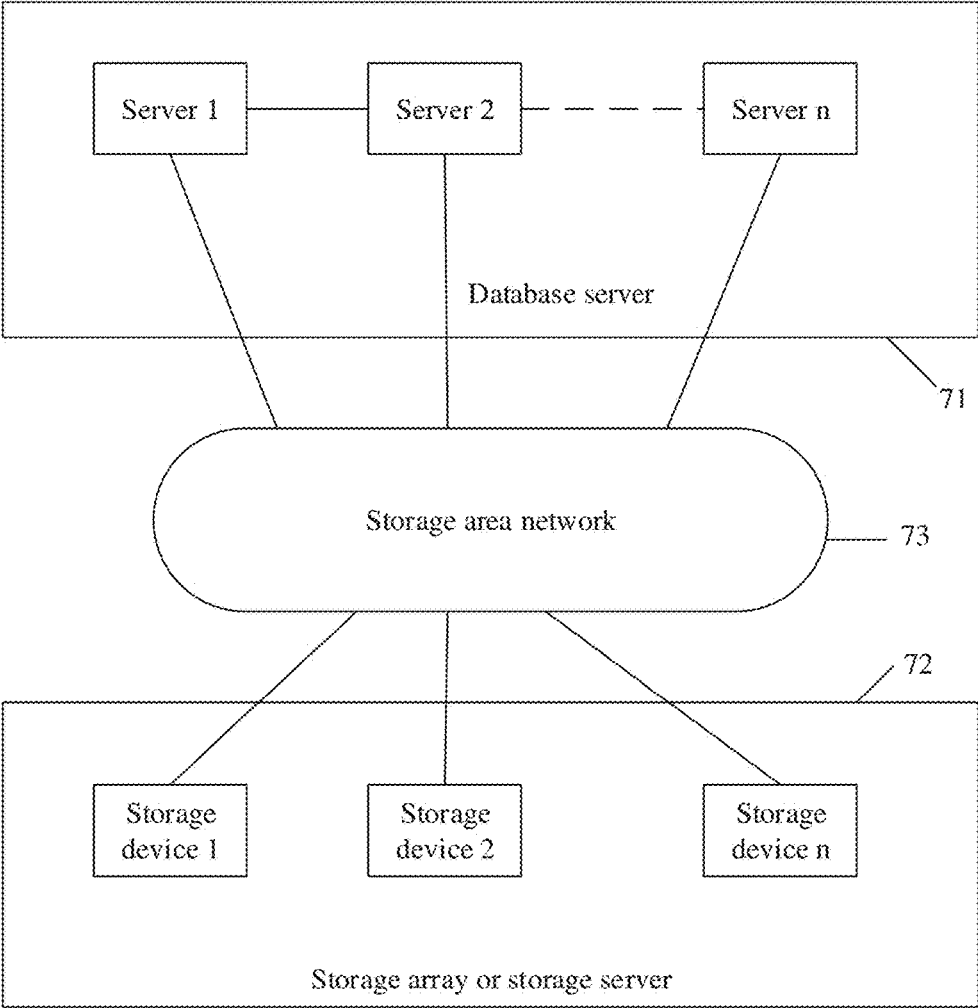 Server 1
Server 2
Server n
Database server
71
Storage area network
73
72
Storage
device 1
Storage
device 2
Storage
device n
Storage array or storage server